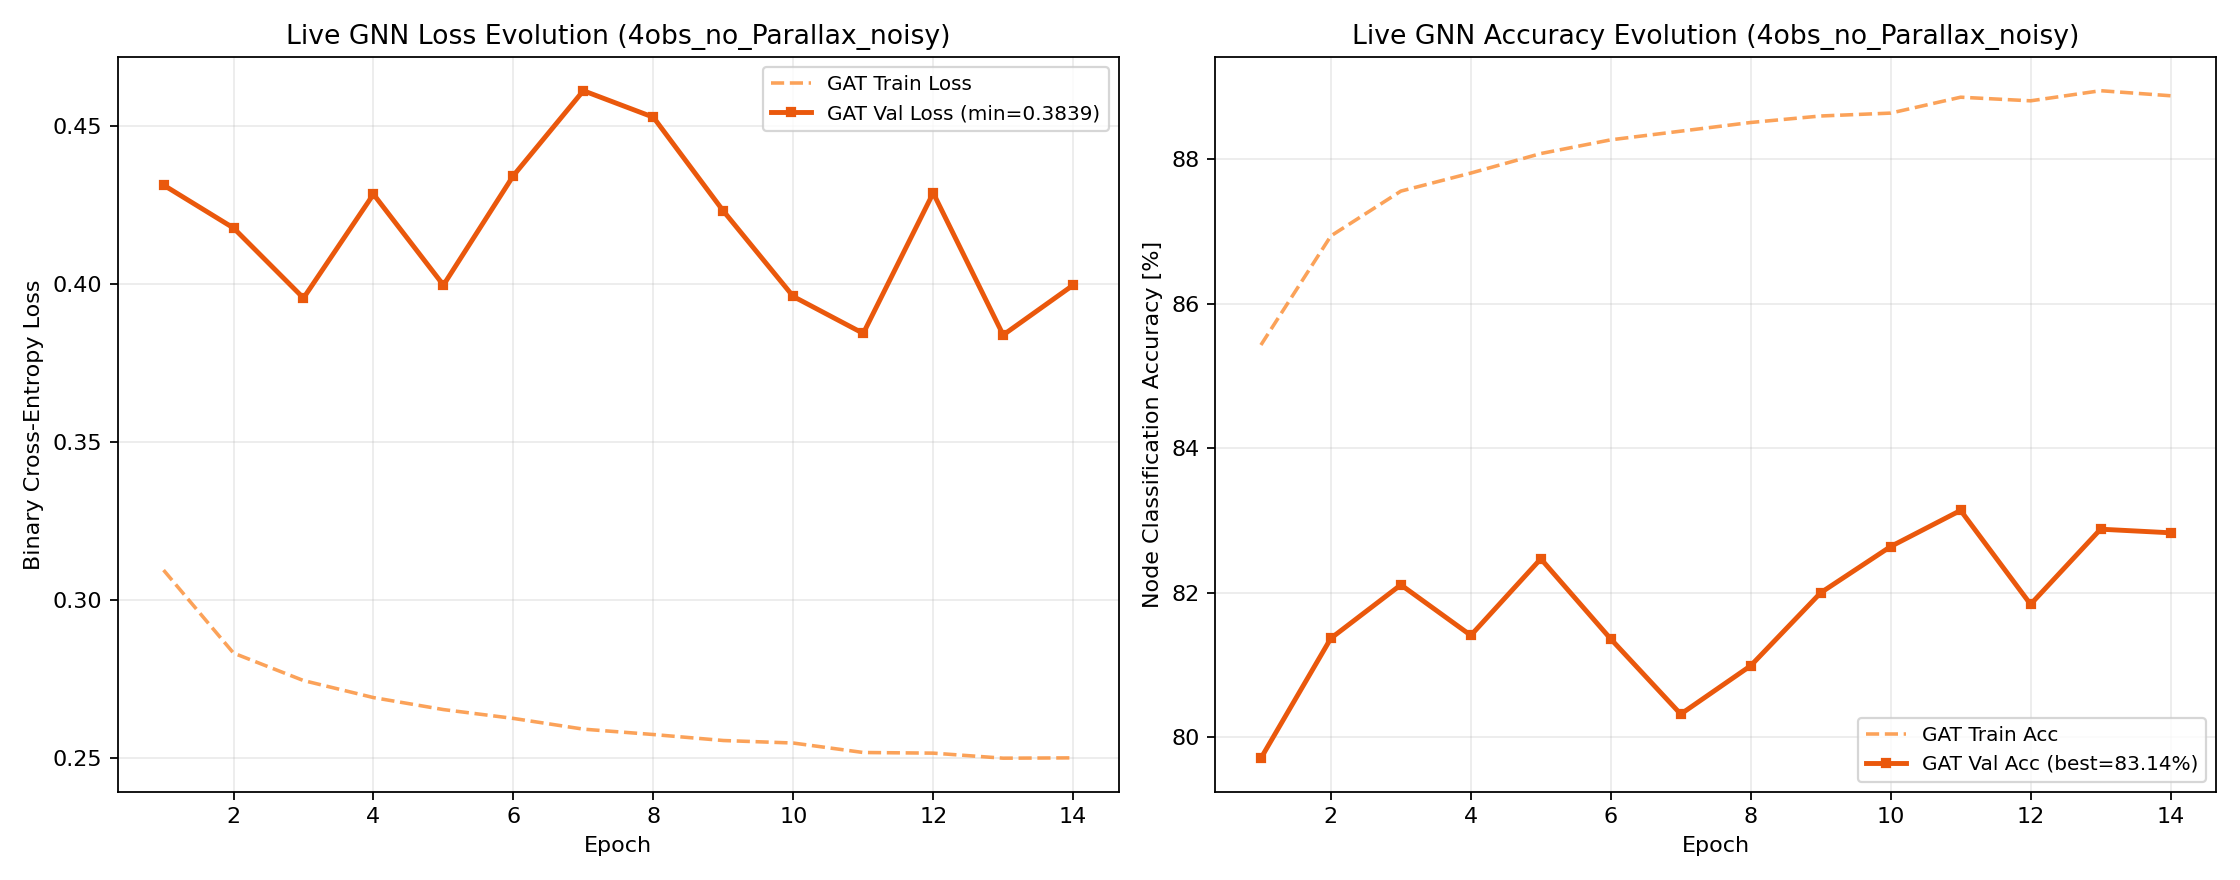 Live GNN Loss Evolution (4obs_no_Parallax_noisy)
GAT Train Loss
GAT Val Loss (min=0.3839)
Binary Cross-Entropy Loss
0.45
0.40
0.35
0.30
0.25
2 4 6 8 10 12 14
Epoch
Live GNN Accuracy Evolution (4obs_no_Parallax_noisy)
Node Classification Accuracy [%]
88
86
84
82
80
GAT Train Acc
GAT Val Acc (best=83.14%)
2 4 6 8 10 12 14
Epoch